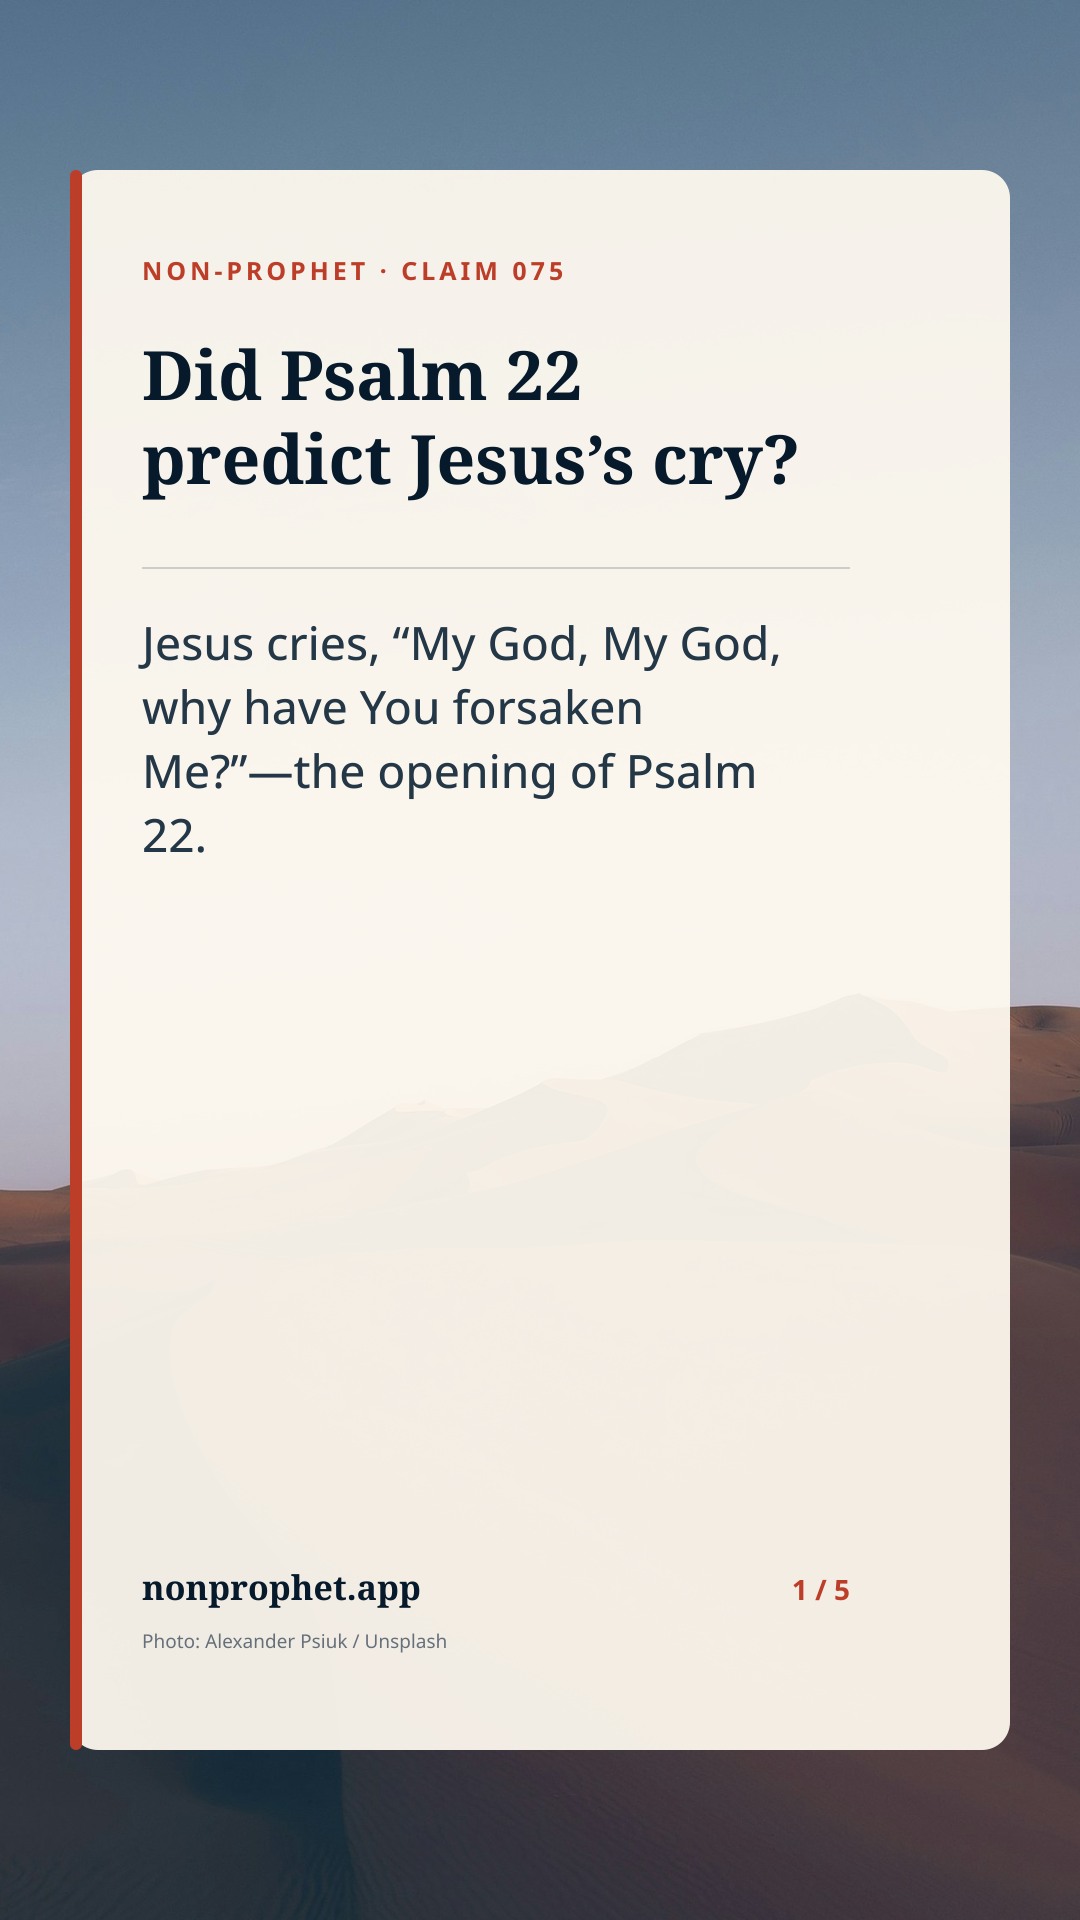 NON-PROPHET · CLAIM 075
Did Psalm 22
predict Jesus’s cry?
Jesus cries, “My God, My God,
why have You forsaken
Me?”—the opening of Psalm
22.
nonprophet.app
1 / 5
Photo: Alexander Psiuk / Unsplash